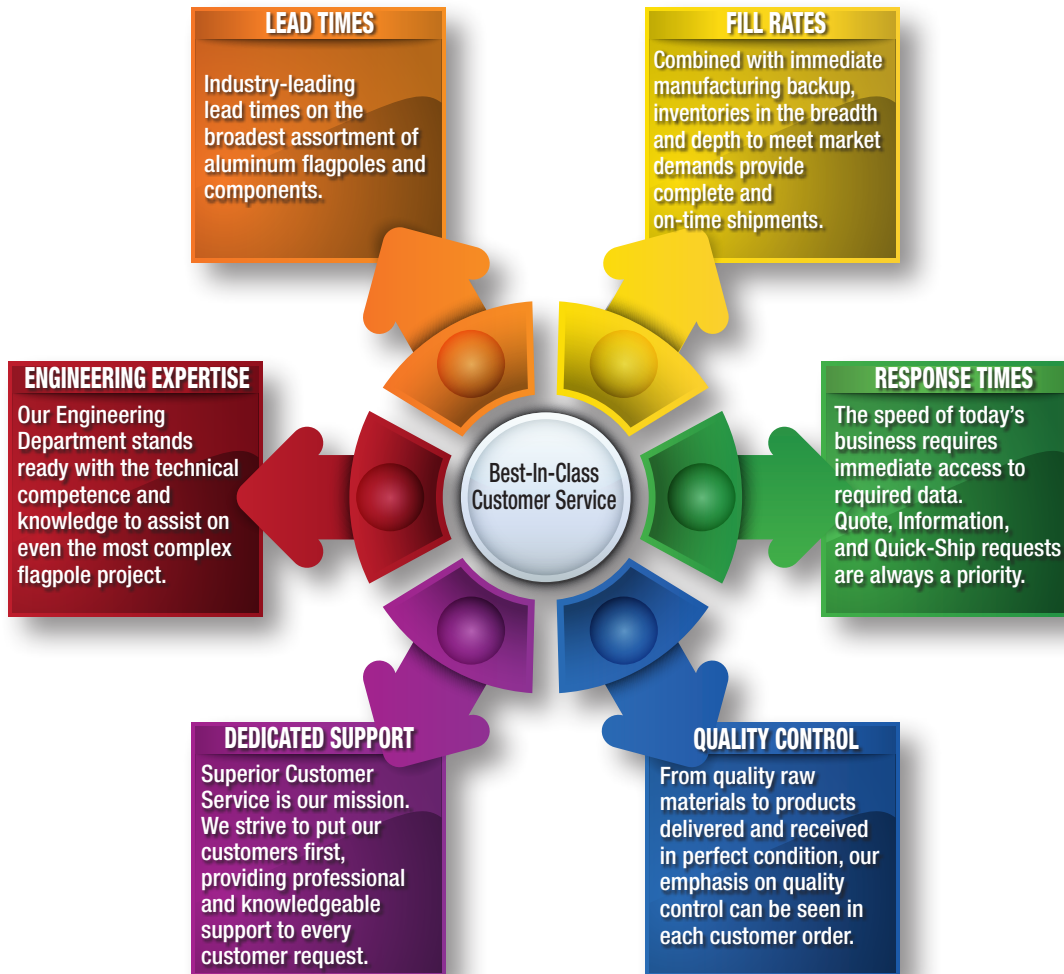 LEAD TIMES
Industry-leading
lead times on the
broadest assortment of
aluminum flagpoles and
components.
FILL RATES
Combined with immediate
manufacturing backup,
inventories in the breadth
and depth to meet market
demands provide
complete and
on-time shipments.
ENGINEERING EXPERTISE
Our Engineering
Department stands
ready with the technical
competence and
knowledge to assist on
even the most complex
flagpole project.
Best-In-Class
Customer Service
RESPONSE TIMES
The speed of today’s
business requires
immediate access to
required data.
Quote, Information,
and Quick-Ship requests
are always a priority.
DEDICATED SUPPORT
Superior Customer
Service is our mission.
We strive to put our
customers first,
providing professional
and knowledgeable
support to every
customer request.
QUALITY CONTROL
From quality raw
materials to products
delivered and received
in perfect condition, our
emphasis on quality
control can be seen in
each customer order.